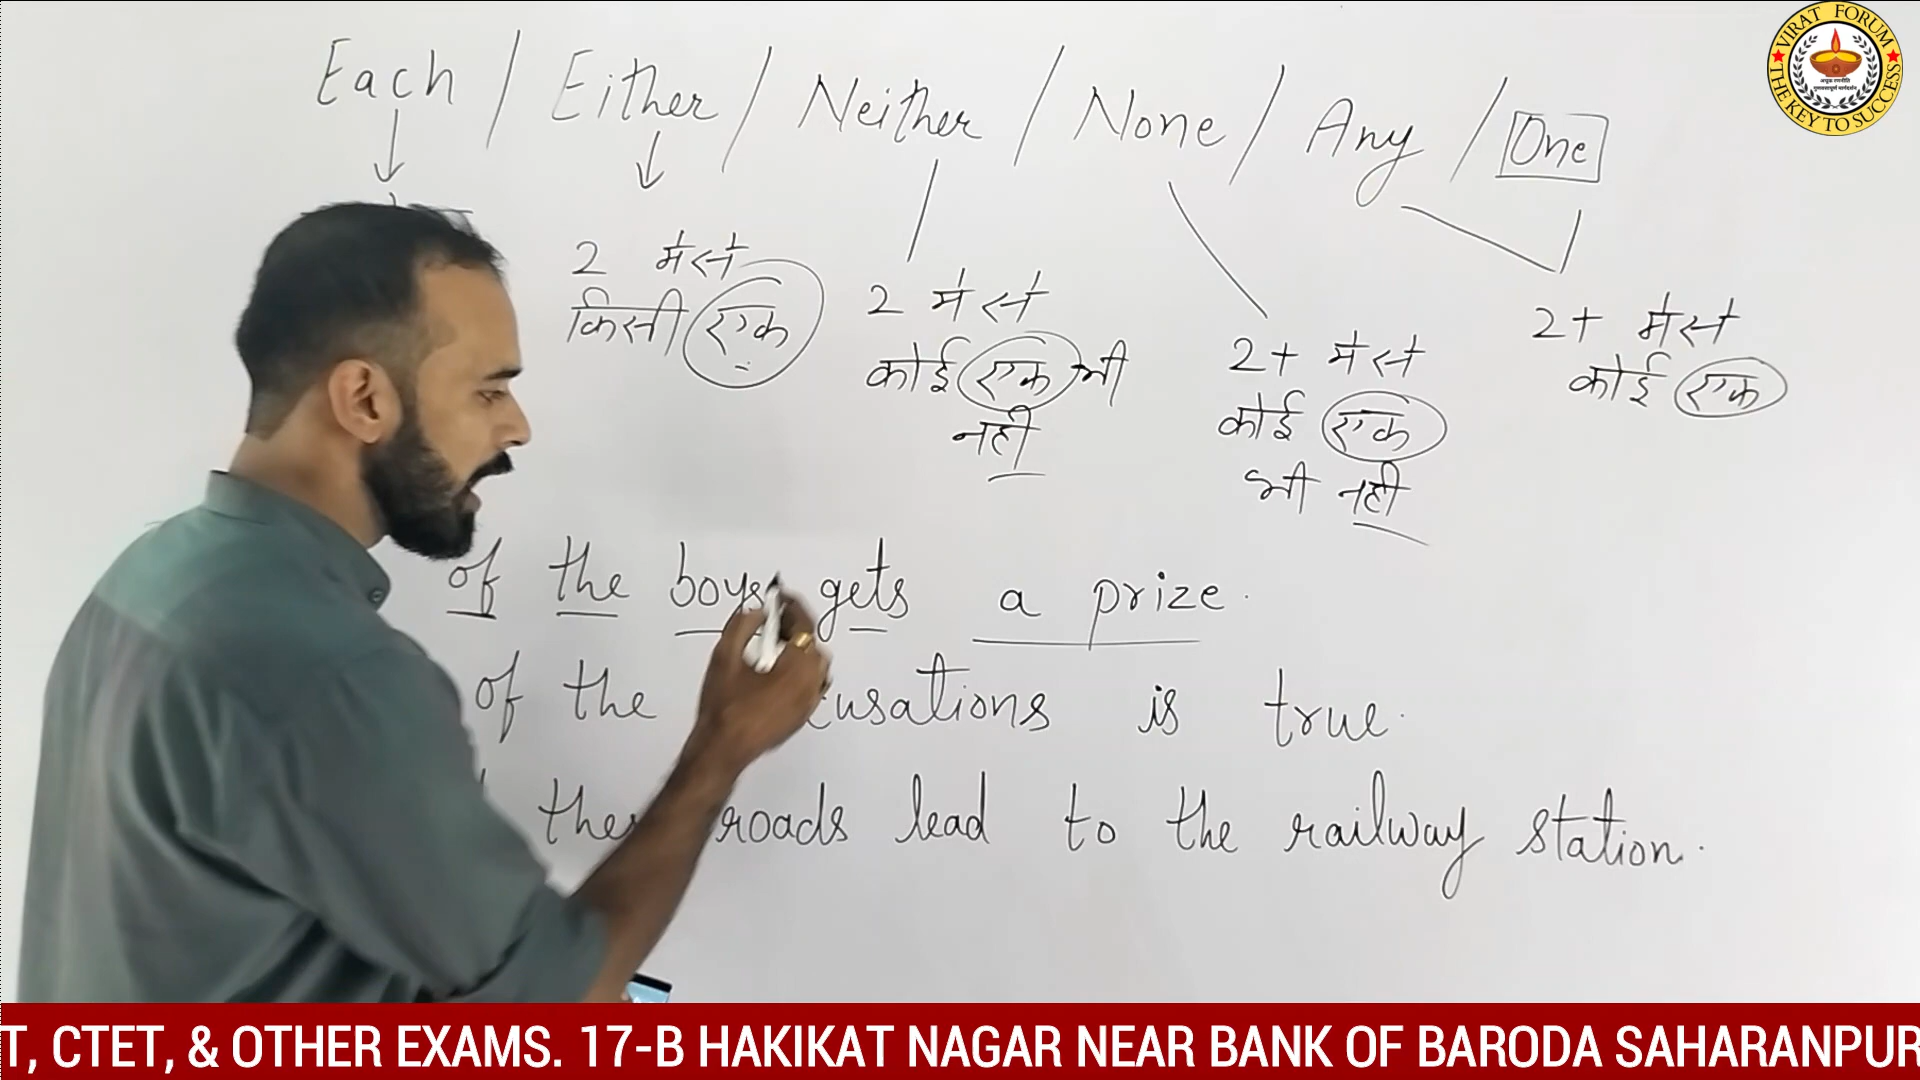 Each / Either / Neither / None / Any / One
2 में से
किसी एक
2 में से
कोई एक भी
नहीं
2+ में से
कोई एक
भी नहीं
2+ में से
कोई एक
of the boys gets a prize.
of the cusations is true.
roads lead to the railway station.
VIRAT FORUM
THE KEY TO SUCCESS
T, CTET, & OTHER EXAMS. 17-B HAKIKAT NAGAR NEAR BANK OF BARODA SAHARANPUR